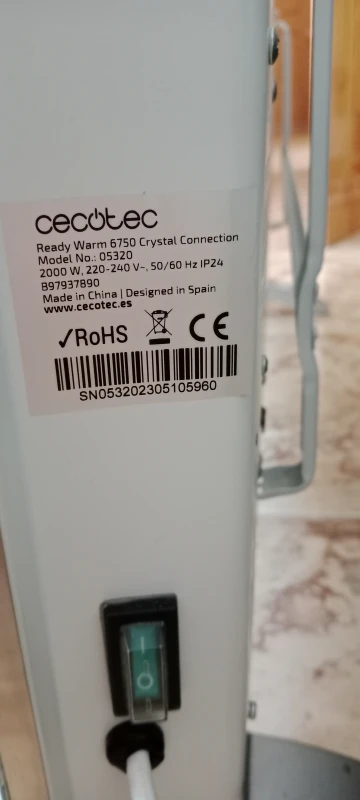 cecotec
Ready Warm 6750 Crystal Connection
Model No.: 05320
2000 W, 220-240 V~, 50/60 Hz IP24
B97937890
Made in China | Designed in Spain
www.cecotec.es
✓RoHS CE
SN053202305105960